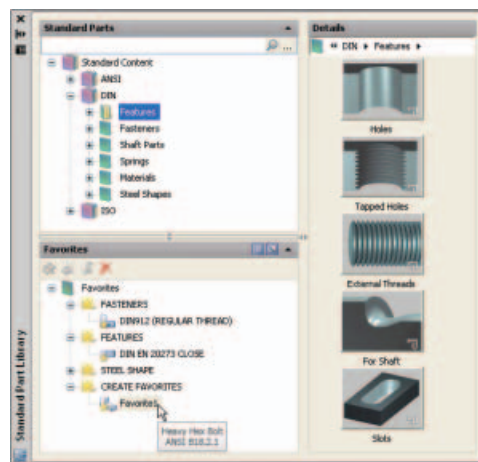 Standard Parts
...
Standard Content
ANSI
DIN
Features
Fasteners
Shaft Parts
Springs
Materials
Steel Shapes
ISO
Favorites
Favorites
FASTENERS
DIN912 (REGULAR THREAD)
FEATURES
DIN EN 20273 CLOSE
STEEL SHAPE
CREATE FAVORITES
Favorites
Heavy Hex Bolt
ANSI B18.2.1
Standard Part Library
Details
DIN Features
Holes
Tapped Holes
External Threads
For Shaft
Slots